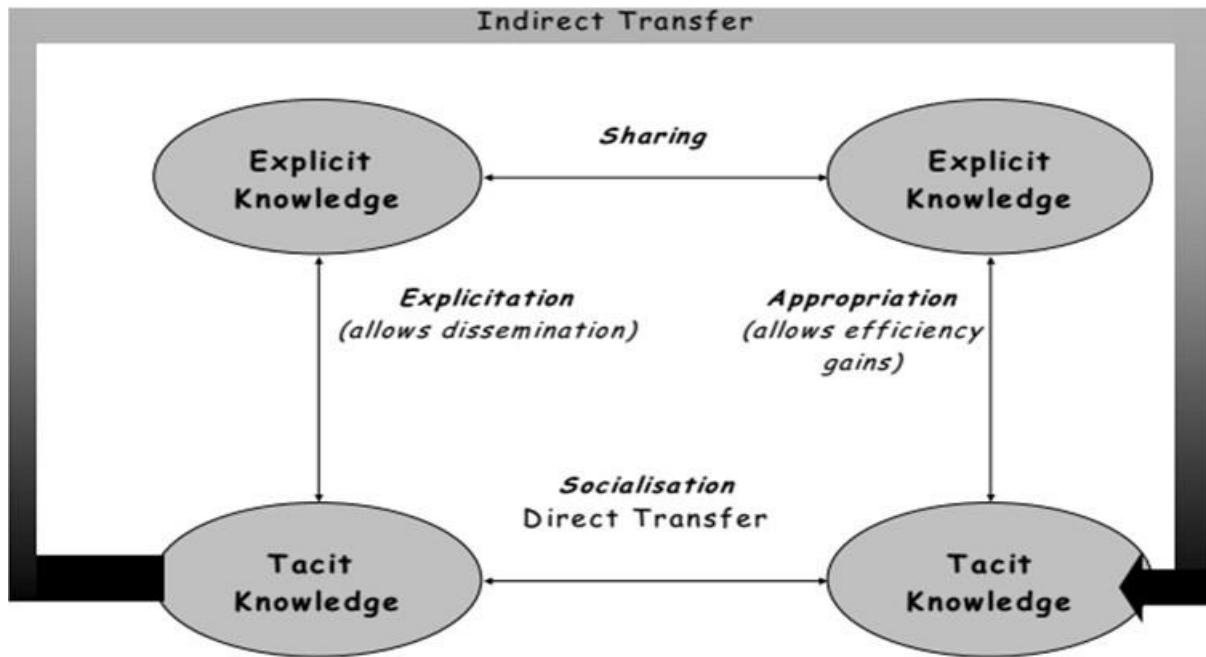 Indirect Transfer
Explicit
Knowledge
Sharing
Explicit
Knowledge
Explicitation
(allows dissemination)
Appropriation
(allows efficiency
gains)
Socialisation
Direct Transfer
Tacit
Knowledge
Tacit
Knowledge